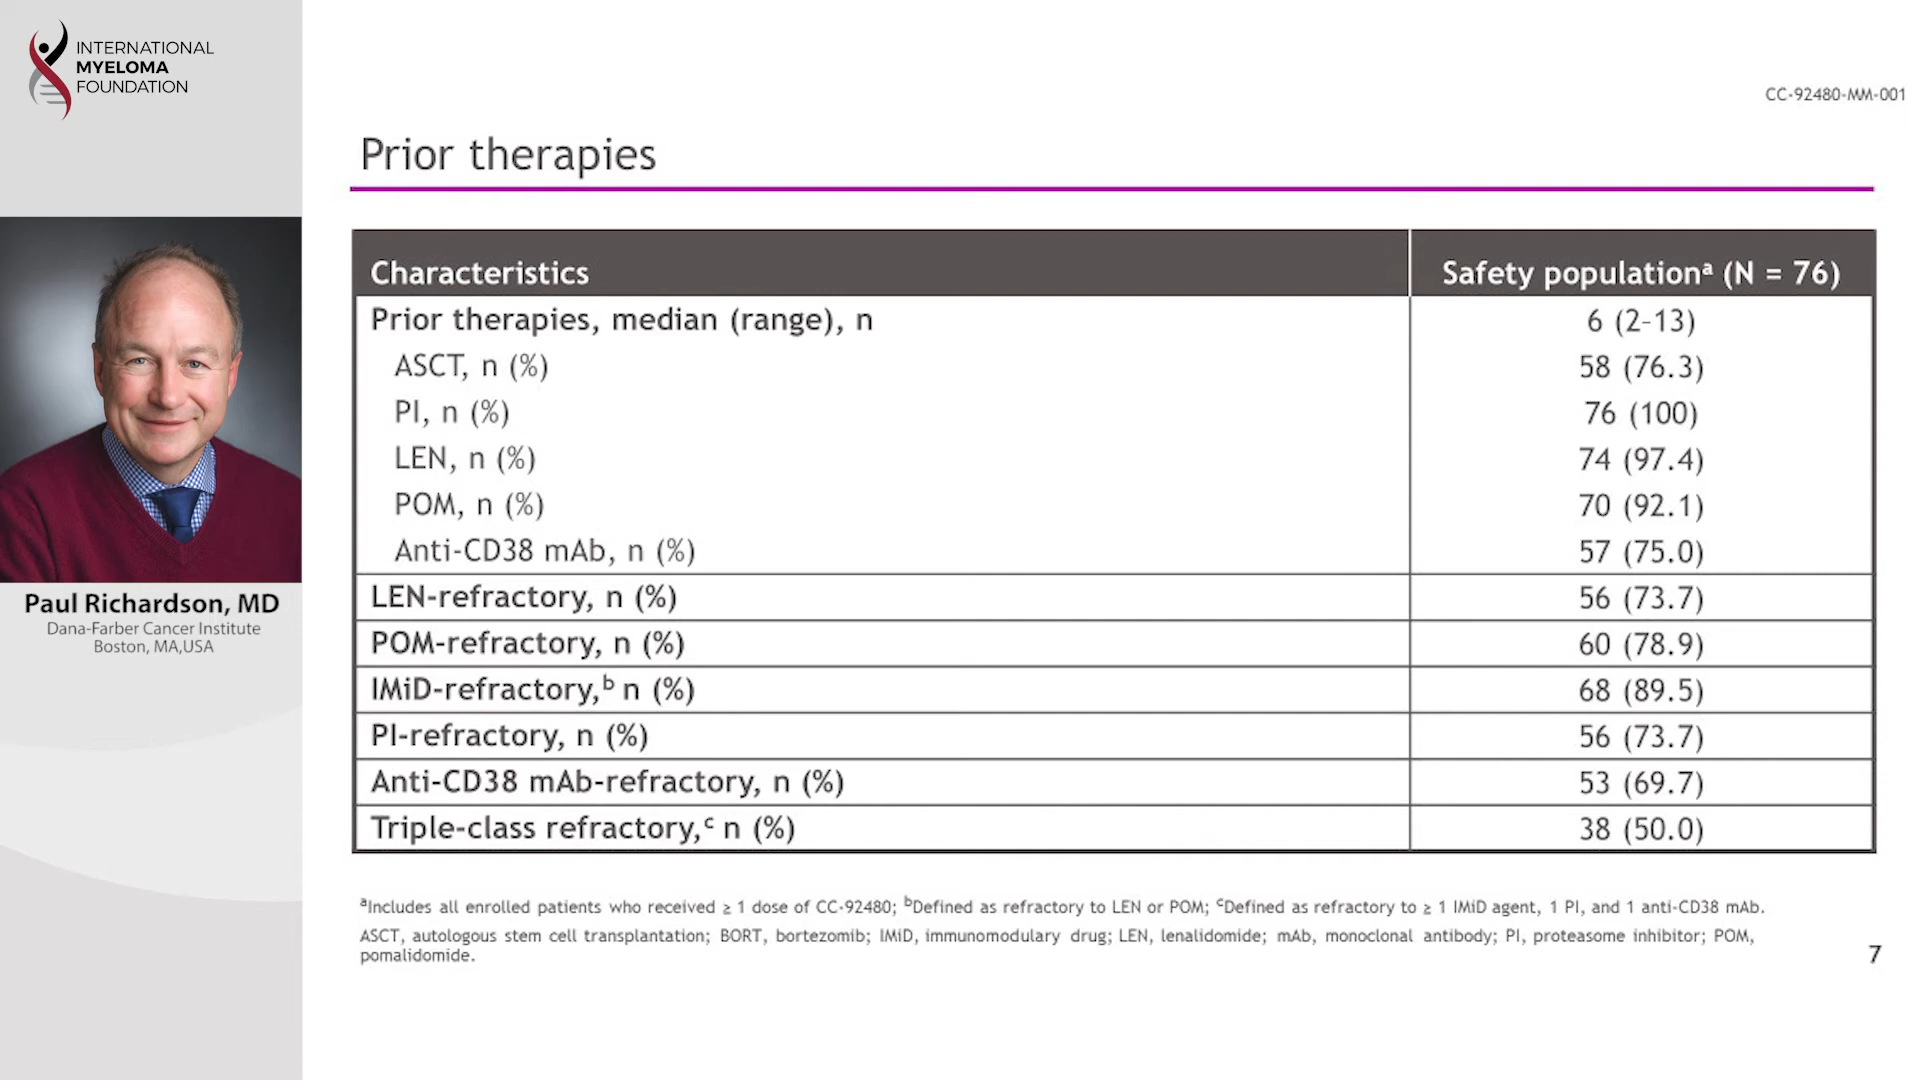 INTERNATIONAL
MYELOMA
FOUNDATION
Paul Richardson, MD
Dana-Farber Cancer Institute
Boston, MA,USA
CC-92480-MM-001
Prior therapies
Characteristics Safety populationᵃ (N = 76)
Prior therapies, median (range), n 6 (2–13)
ASCT, n (%) 58 (76.3)
PI, n (%) 76 (100)
LEN, n (%) 74 (97.4)
POM, n (%) 70 (92.1)
Anti-CD38 mAb, n (%) 57 (75.0)
LEN-refractory, n (%) 56 (73.7)
POM-refractory, n (%) 60 (78.9)
IMiD-refractory,ᵇ n (%) 68 (89.5)
PI-refractory, n (%) 56 (73.7)
Anti-CD38 mAb-refractory, n (%) 53 (69.7)
Triple-class refractory,ᶜ n (%) 38 (50.0)
ᵃIncludes all enrolled patients who received ≥ 1 dose of CC-92480; ᵇDefined as refractory to LEN or POM; ᶜDefined as refractory to ≥ 1 IMiD agent, 1 PI, and 1 anti-CD38 mAb.
ASCT, autologous stem cell transplantation; BORT, bortezomib; IMiD, immunomodulary drug; LEN, lenalidomide; mAb, monoclonal antibody; PI, proteasome inhibitor; POM,
pomalidomide.
7